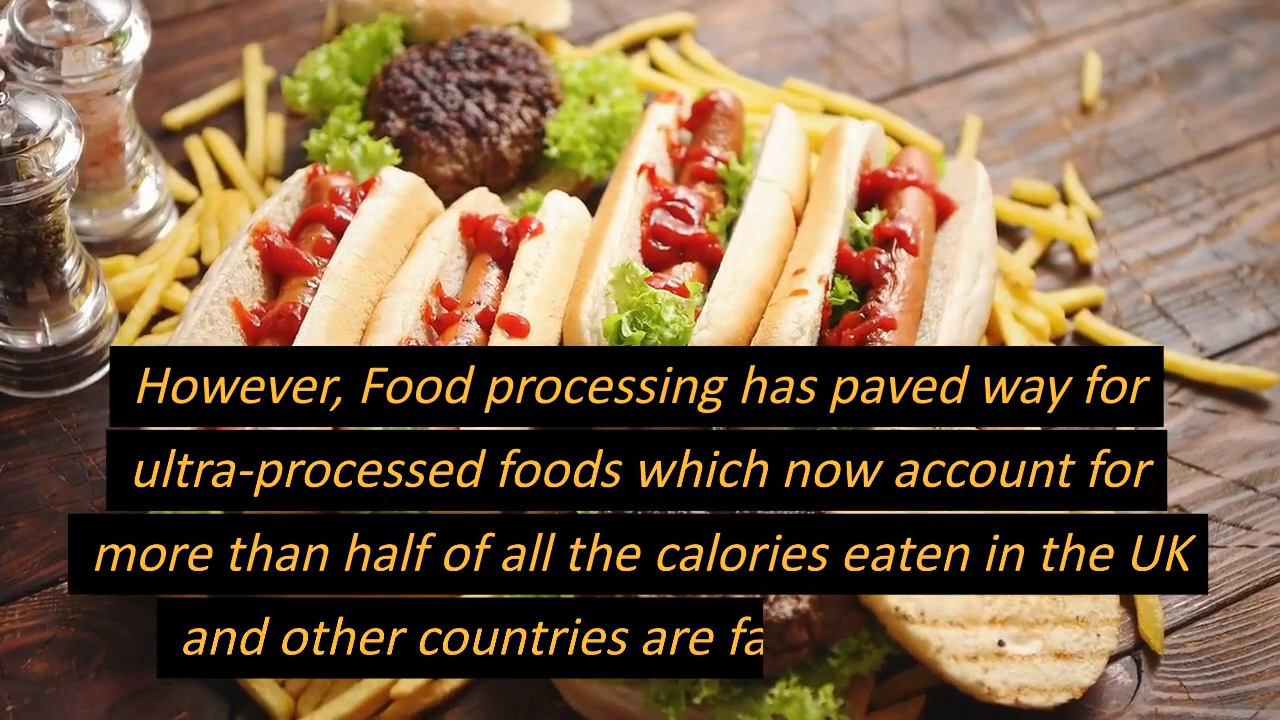 However, Food processing has paved way for
ultra-processed foods which now account for
more than half of all the calories eaten in the UK
and other countries are fa